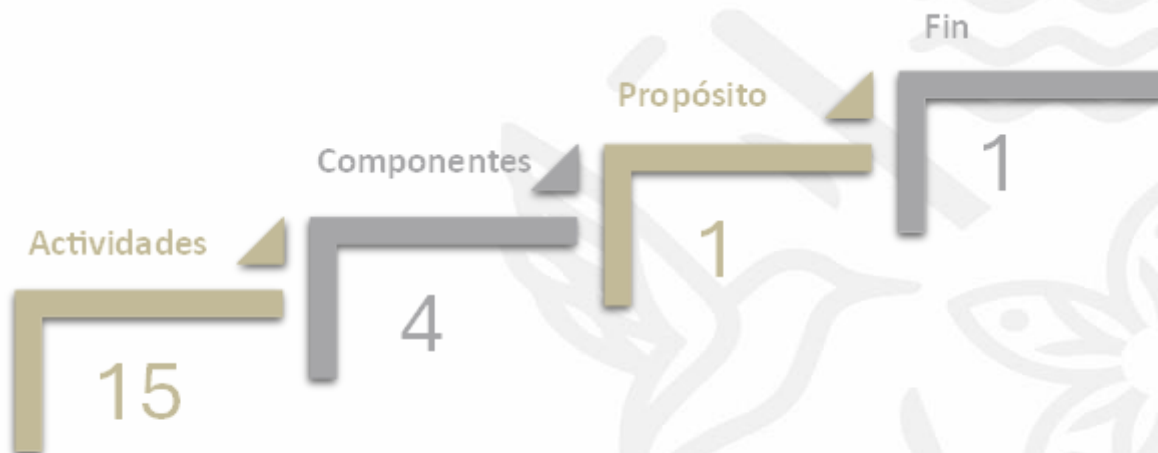 Fin
Propósito
1
Componentes
1
Actividades
4
15